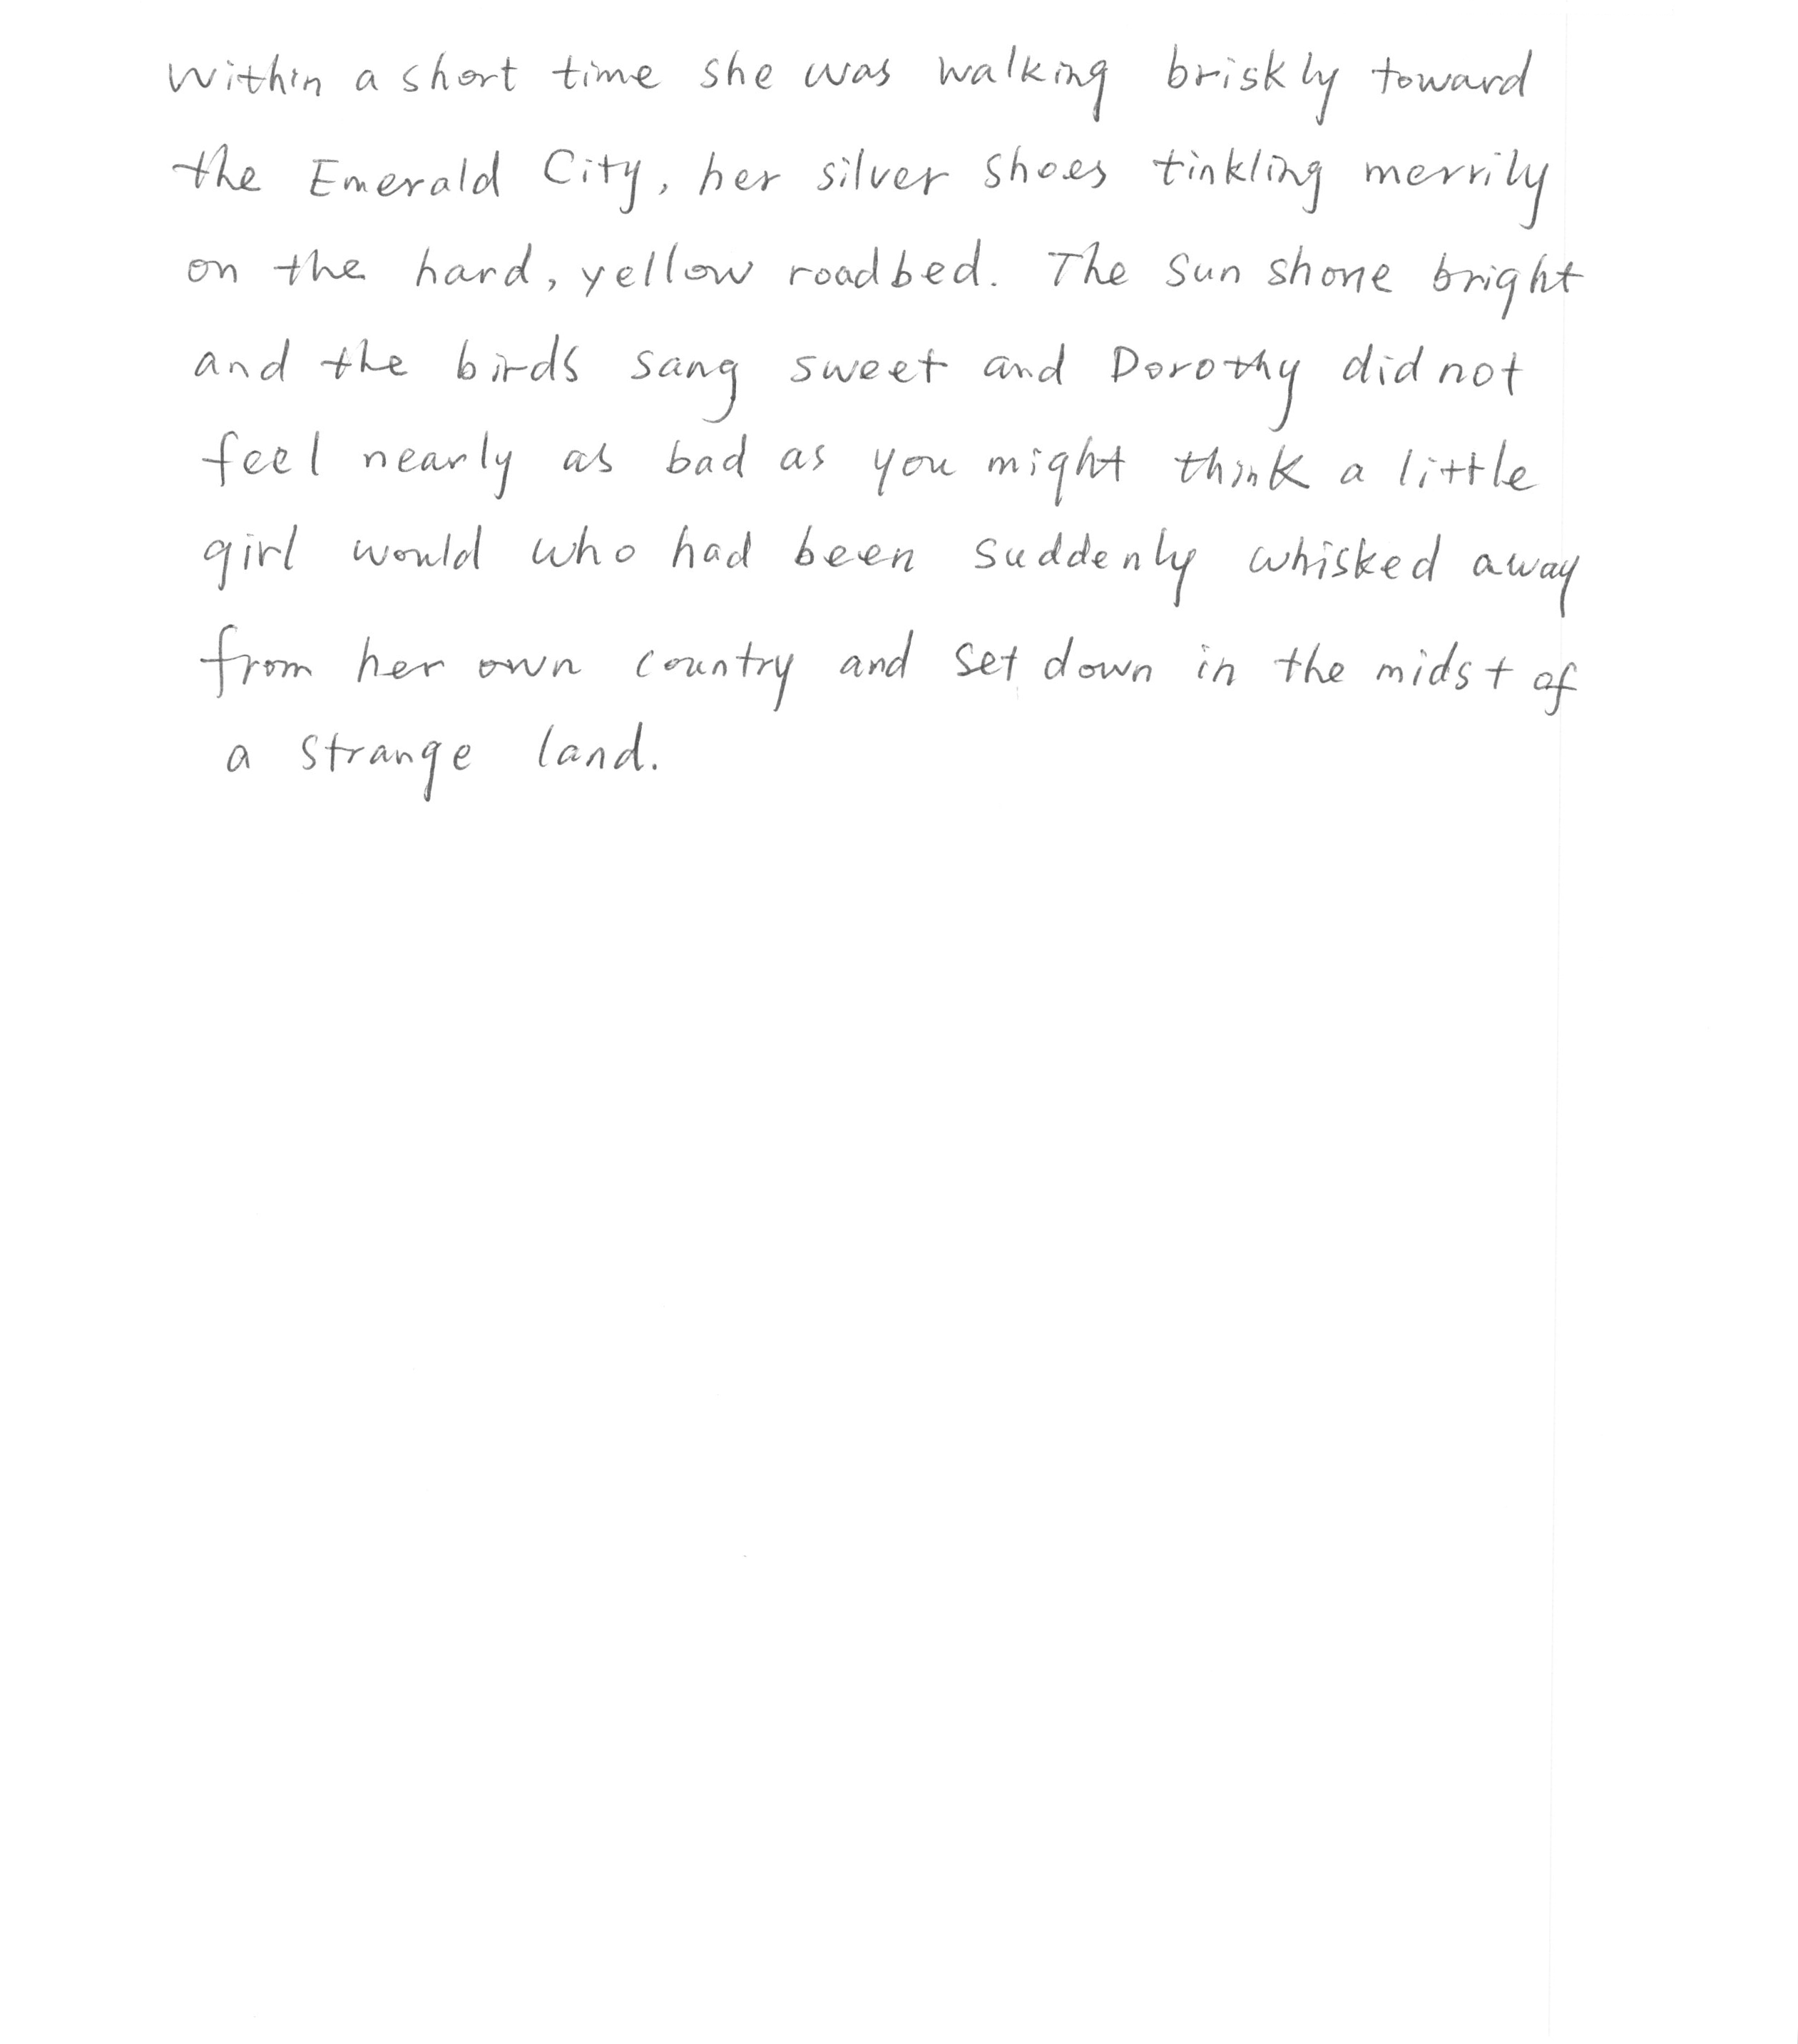 Within a short time she was walking briskly toward
the Emerald City, her silver shoes tinkling merrily
on the hard, yellow roadbed. The sun shone bright
and the birds sang sweet and Dorothy did not
feel nearly as bad as you might think a little
girl would who had been suddenly whisked away
from her own country and set down in the midst of
a strange land.